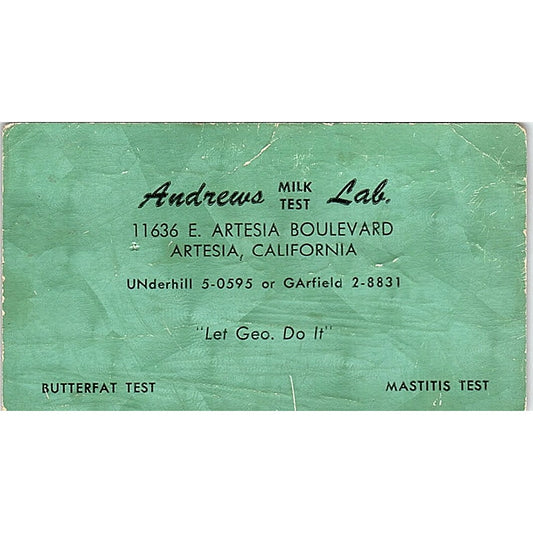 Andrews MILK TEST Lab.
11636 E. ARTESIA BOULEVARD
ARTESIA, CALIFORNIA
UNderhill 5-0595 or GArfield 2-8831
"Let Geo. Do It"
BUTTERFAT TEST
MASTITIS TEST